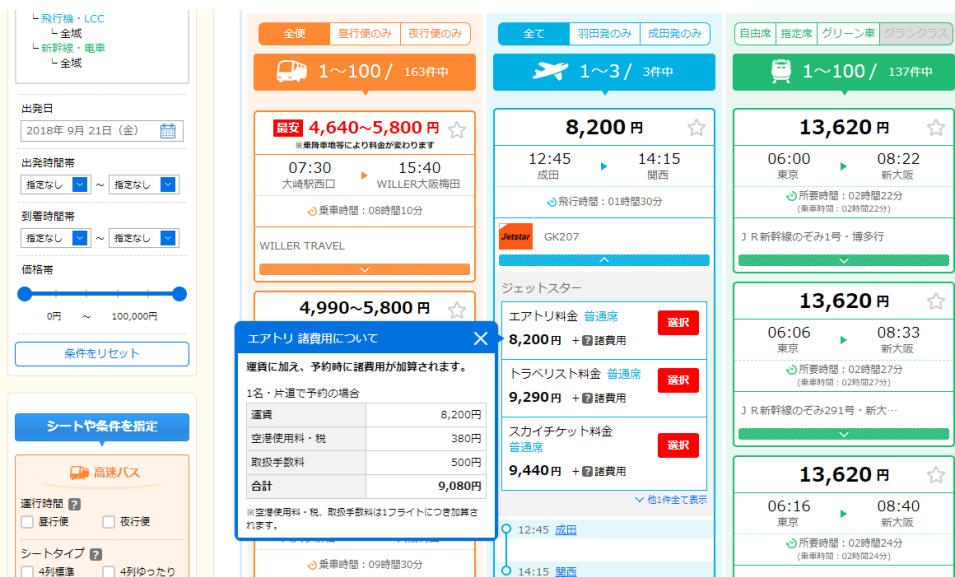 飛行機・LCC
全域
新幹線・電車
全域
出発日
2018年 9月 21日（金）
出発時間帯
指定なし ～ 指定なし
到着時間帯
指定なし ～ 指定なし
価格帯
0円 ～ 100,000円
条件をリセット
シートや条件を指定
高速バス
運行時間 ?
昼行便 夜行便
シートタイプ ?
4列標準 4列ゆったり
全便 昼行便のみ 夜行便のみ
1～100 / 163件中
最安 4,640～5,800 円
※乗降車地等により料金が変わります
07:30 15:40
大崎駅西口 WILLER大阪梅田
乗車時間：08時間10分
WILLER TRAVEL
4,990～5,800 円
エアトリ 諸費用について
運賃に加え、予約時に諸費用が加算されます。
1名・片道で予約の場合
運賃 8,200円
空港使用料・税 380円
取扱手数料 500円
合計 9,080円
※空港使用料・税、取扱手数料は1フライトにつき加算さ
れます。
乗車時間：09時間30分
全て 羽田発のみ 成田発のみ
1～3 / 3件中
8,200 円
12:45 14:15
成田 関西
飛行時間：01時間30分
Jetstar GK207
ジェットスター
エアトリ料金 普通席
8,200円 +?諸費用
選択
トラベリスト料金 普通席
9,290円 +?諸費用
選択
スカイチケット料金
普通席
9,440円 +?諸費用
選択
他1件全て表示
12:45 成田
14:15 関西
自由席 指定席 グリーン車 グランクラス
1～100 / 137件中
13,620 円
06:00 08:22
東京 新大阪
所要時間：02時間22分
(乗車時間：02時間22分)
ＪＲ新幹線のぞみ1号・博多行
13,620 円
06:06 08:33
東京 新大阪
所要時間：02時間27分
(乗車時間：02時間27分)
ＪＲ新幹線のぞみ291号・新大…
13,620 円
06:16 08:40
東京 新大阪
所要時間：02時間24分
(乗車時間：02時間24分)